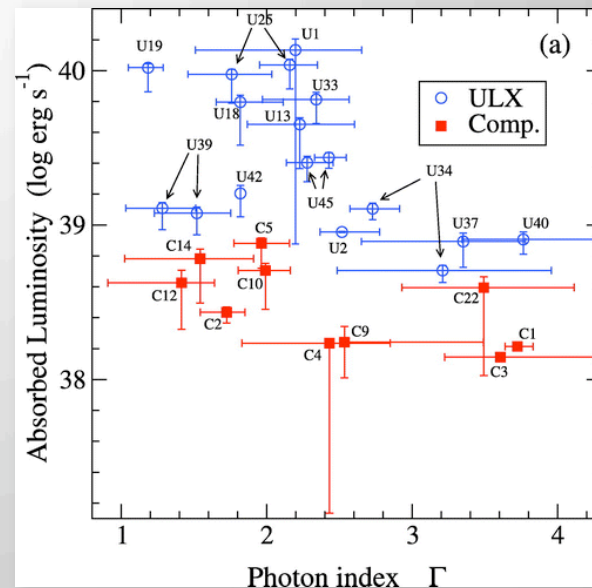 U25
U1
(a)
U19
40
U33
ULX
Comp.
U18
U13
U39
U42
U45
U34
U2
U37
U40
39
C5
C14
C10
C12
C2
C22
C9
C4
C1
C3
38
Absorbed Luminosity (log erg s⁻¹)
1
2
3
4
Photon index Γ